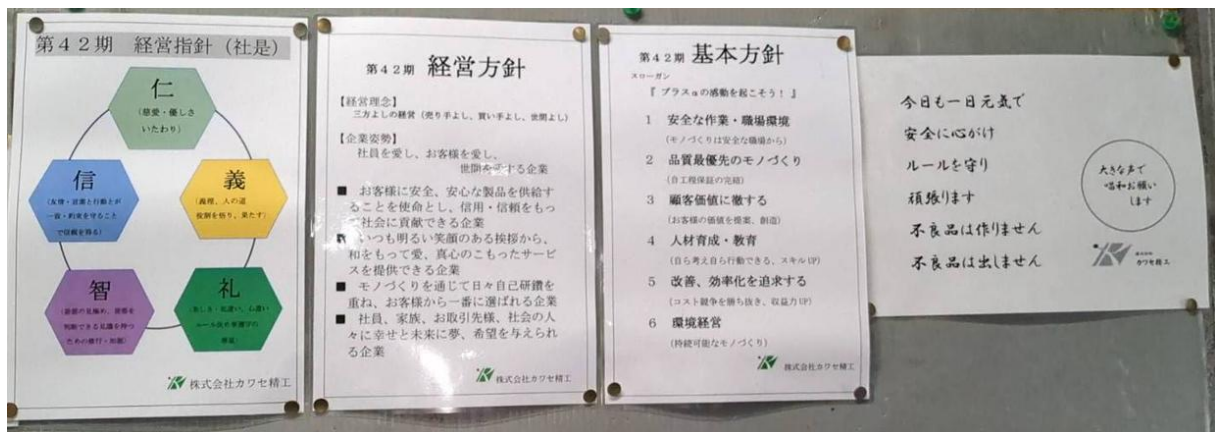 第42期 経営指針（社是）
仁
（慈愛・優しさ
いたわり）
義
（義理、人の道
役割を悟り、果たす）
礼
智
信
（友情・言葉と行動とが
一致・約束を守ること
で信頼を得る）
株式会社カワセ精工
第42期 経営方針
【経営理念】
三方よしの経営（売り手よし、買い手よし、世間よし）
【企業姿勢】
社員を愛し、お客様を愛し、
世間を愛する企業
■ お客様に安全、安心な製品を供給す
ることを使命とし、信用・信頼をもっ
て社会に貢献できる企業
■ いつも明るい笑顔のある挨拶から、
和をもって愛、真心のこもったサービ
スを提供できる企業
■ モノづくりを通じて日々自己研鑽を
重ね、お客様から一番に選ばれる企業
■ 社員、家族、お取引先様、社会の人
々に幸せと未来に夢、希望を与えられ
る企業
株式会社カワセ精工
第42期 基本方針
スローガン
『 プラスαの感動を起こそう！ 』
1 安全な作業・職場環境
（モノづくりは安全な職場から）
2 品質最優先のモノづくり
（自工程保証の完結）
3 顧客価値に徹する
（お客様の価値を提案、創造）
4 人材育成・教育
（自ら考え自ら行動できる、スキルUP）
5 改善、効率化を追求する
（コスト競争を勝ち抜き、収益力UP）
6 環境経営
（持続可能なモノづくり）
株式会社カワセ精工
今日も一日元気で
安全に心がけ
ルールを守り
頑張ります
不良品は作りません
不良品は出しません
大きな声で
唱和お願い
します
株式会社
カワセ精工